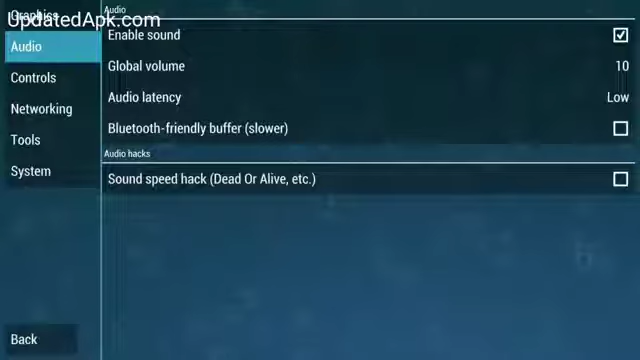 Graphics
UpdatedApk.com
Audio
Controls
Networking
Tools
System
Back
Audio
Enable sound
Global volume 10
Audio latency Low
Bluetooth-friendly buffer (slower)
Audio hacks
Sound speed hack (Dead Or Alive, etc.)